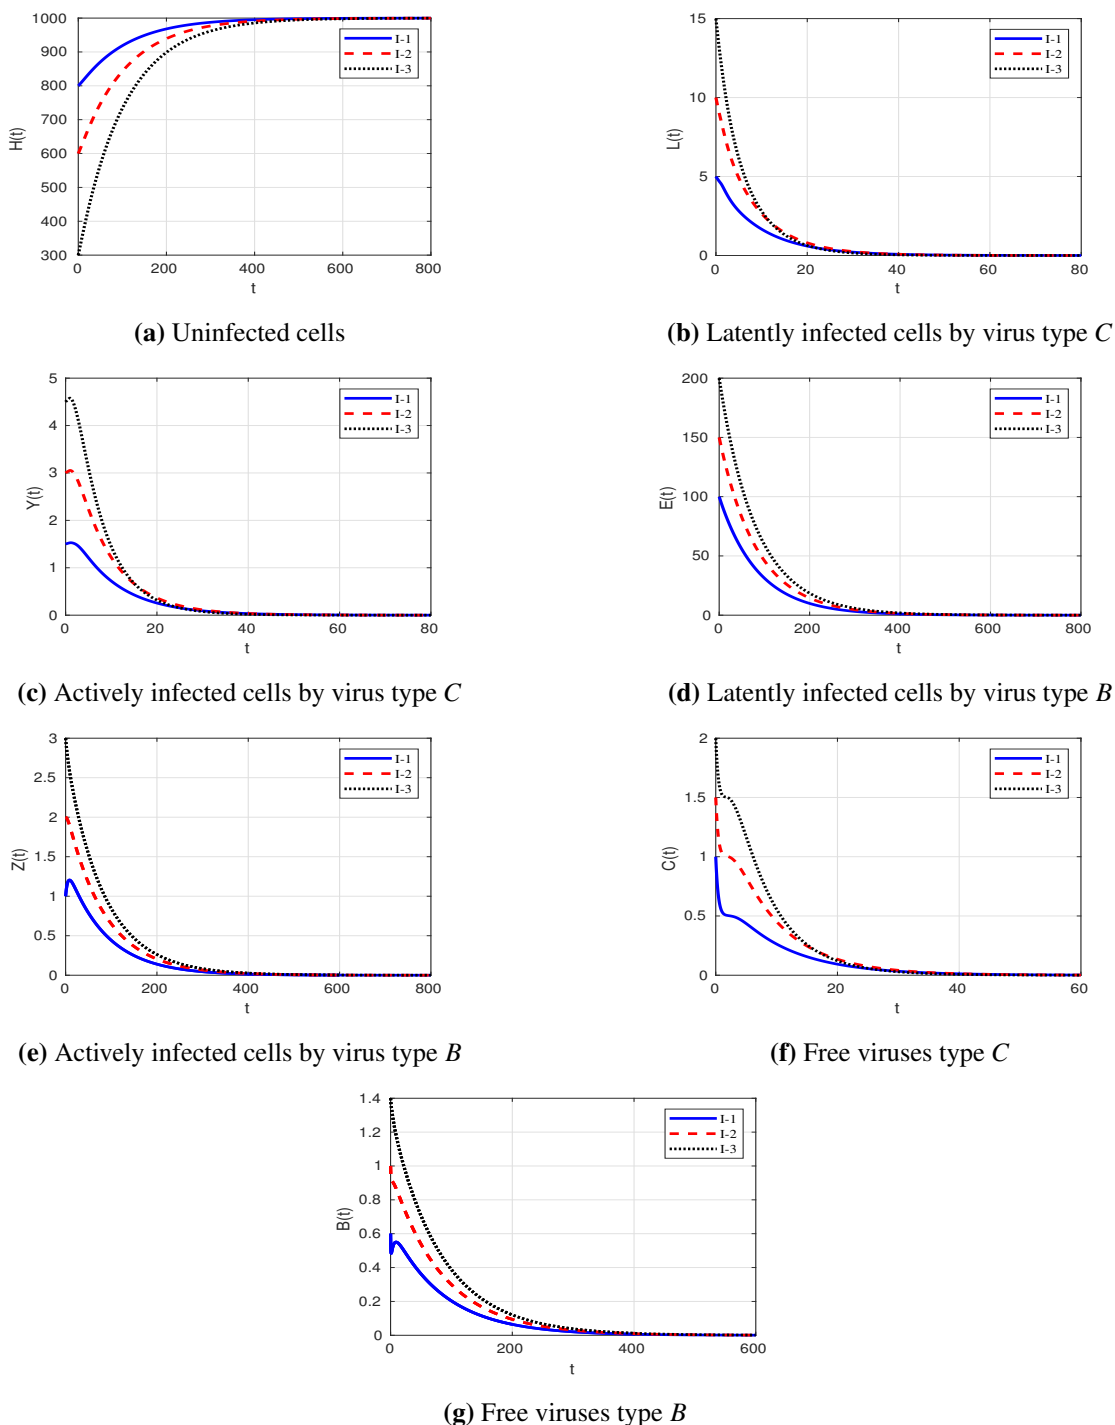 1000
900
800
700
600
500
400
300
H(t)
0 200 400 600 800
t
I-1
I-2
I-3
(a) Uninfected cells
15
10
5
0
L(t)
0 20 40 60 80
t
I-1
I-2
I-3
(b) Latently infected cells by virus type C
5
4
3
2
1
0
Y(t)
0 20 40 60 80
t
I-1
I-2
I-3
(c) Actively infected cells by virus type C
200
150
100
50
0
E(t)
0 200 400 600 800
t
I-1
I-2
I-3
(d) Latently infected cells by virus type B
3
2.5
2
1.5
1
0.5
0
Z(t)
0 200 400 600 800
t
I-1
I-2
I-3
(e) Actively infected cells by virus type B
2
1.5
1
0.5
0
C(t)
0 20 40 60
t
I-1
I-2
I-3
(f) Free viruses type C
1.4
1.2
1
0.8
0.6
0.4
0.2
0
B(t)
0 200 400 600
t
I-1
I-2
I-3
(g) Free viruses type B